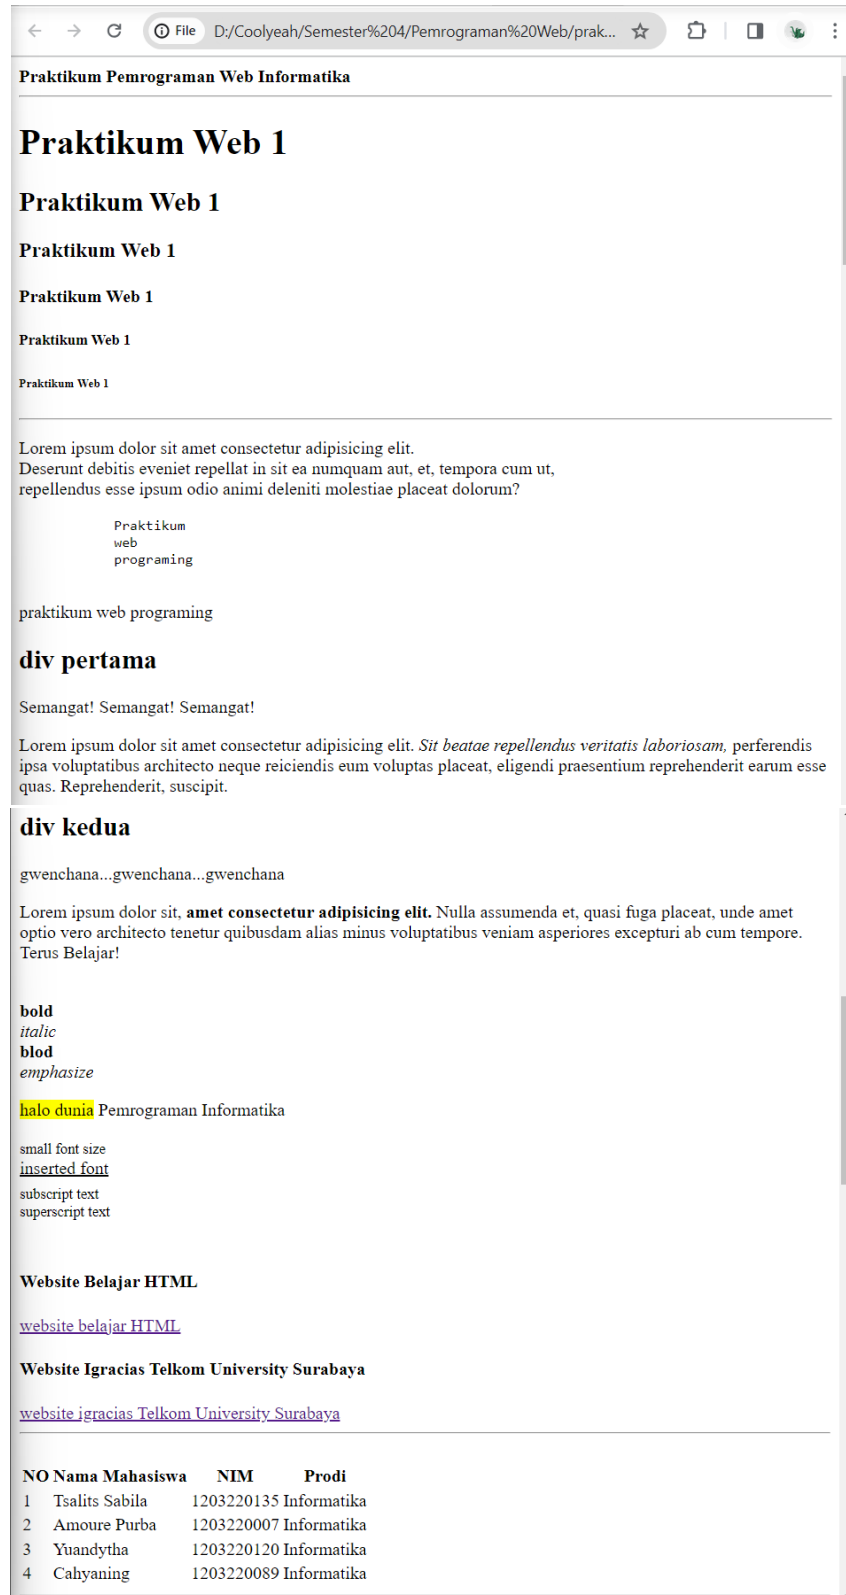 File D:/Coolyeah/Semester%204/Pemrograman%20Web/prak...
Praktikum Pemrograman Web Informatika
Praktikum Web 1
Praktikum Web 1
Praktikum Web 1
Praktikum Web 1
Praktikum Web 1
Praktikum Web 1
Lorem ipsum dolor sit amet consectetur adipisicing elit.
Deserunt debitis eveniet repellat in sit ea numquam aut, et, tempora cum ut,
repellendus esse ipsum odio animi deleniti molestiae placeat dolorum?
Praktikum
web
programing
praktikum web programing
div pertama
Semangat! Semangat! Semangat!
Lorem ipsum dolor sit amet consectetur adipisicing elit. Sit beatae repellendus veritatis laboriosam, perferendis
ipsa voluptatibus architecto neque reiciendis eum voluptas placeat, eligendi praesentium reprehenderit earum esse
quas. Reprehenderit, suscipit.
div kedua
gwenchana...gwenchana...gwenchana
Lorem ipsum dolor sit, amet consectetur adipisicing elit. Nulla assumenda et, quasi fuga placeat, unde amet
optio vero architecto tenetur quibusdam alias minus voluptatibus veniam asperiores excepturi ab cum tempore.
Terus Belajar!
bold
italic
blod
emphasize
halo dunia Pemrograman Informatika
small font size
inserted font
subscript text
superscript text
Website Belajar HTML
website belajar HTML
Website Igracias Telkom University Surabaya
website igracias Telkom University Surabaya
NO Nama Mahasiswa NIM Prodi
1 Tsalits Sabila 1203220135 Informatika
2 Amoure Purba 1203220007 Informatika
3 Yuandytha 1203220120 Informatika
4 Cahyaning 1203220089 Informatika